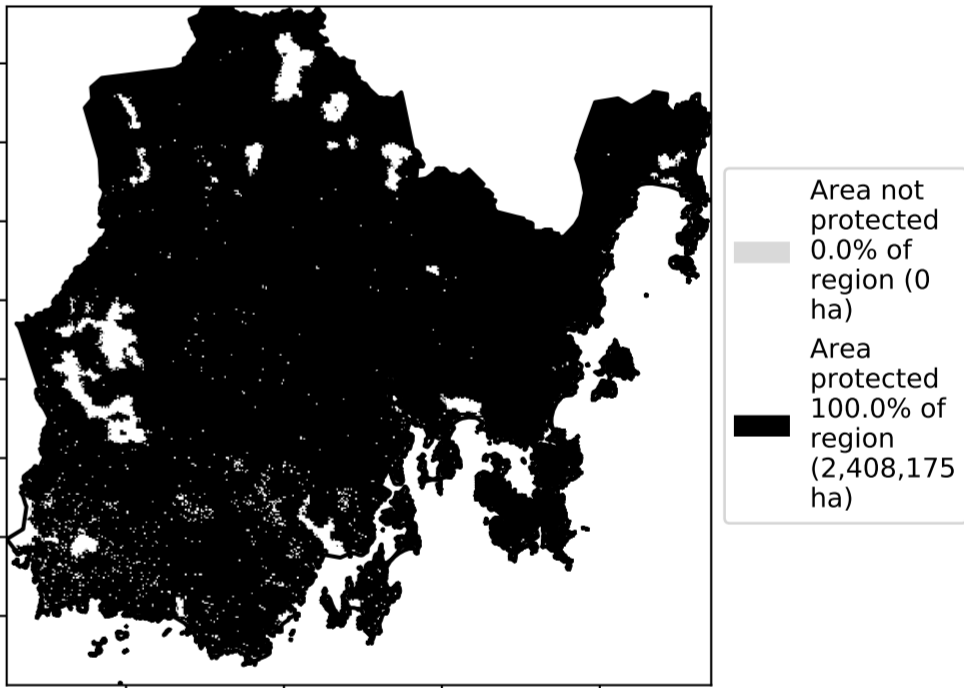 Area not
protected
0.0% of
region (0
ha)
Area
protected
100.0% of
region
(2,408,175
ha)